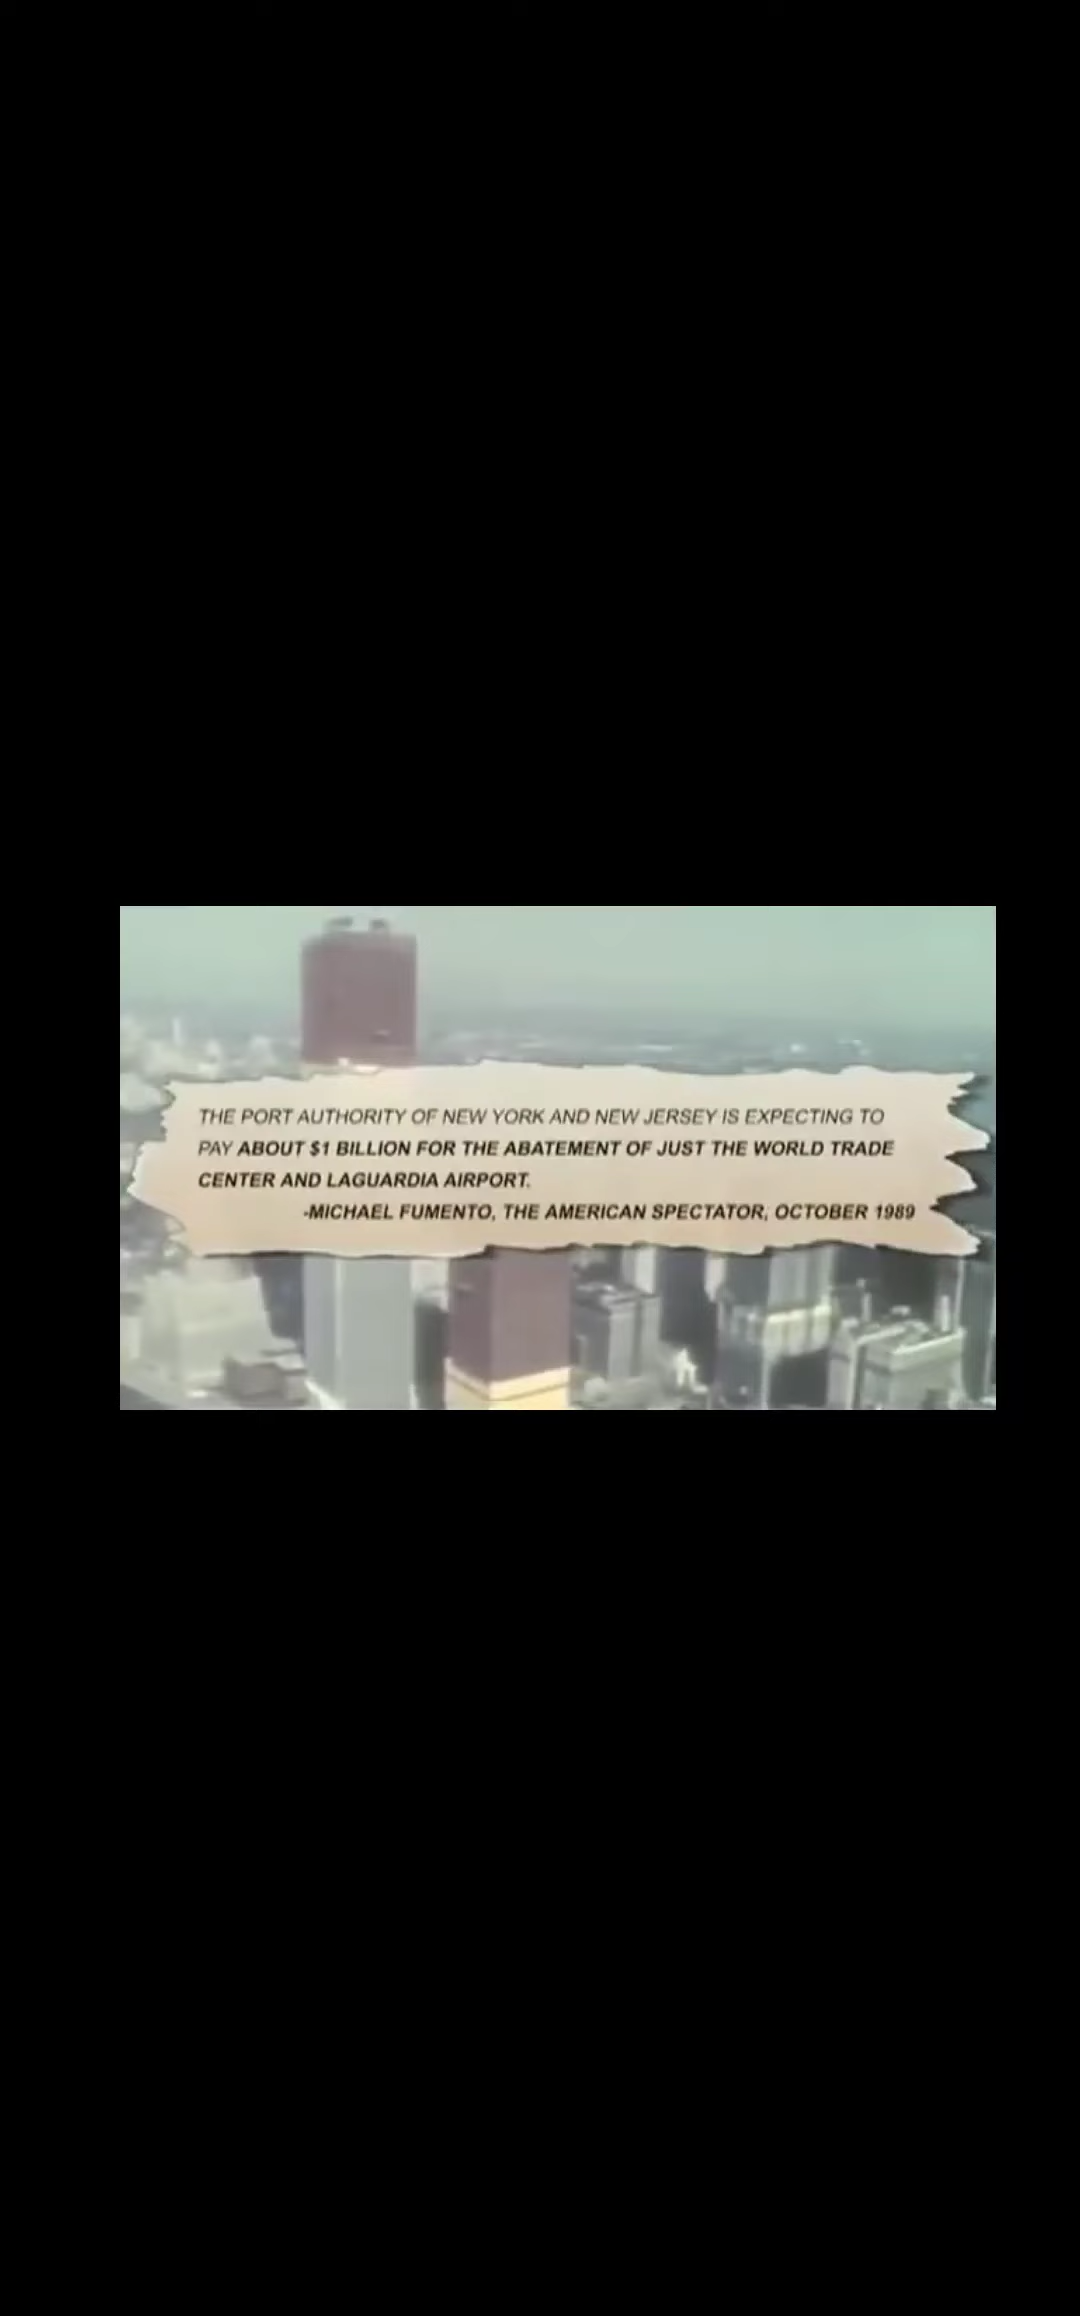 THE PORT AUTHORITY OF NEW YORK AND NEW JERSEY IS EXPECTING TO
PAY ABOUT $1 BILLION FOR THE ABATEMENT OF JUST THE WORLD TRADE
CENTER AND LAGUARDIA AIRPORT.
-MICHAEL FUMENTO, THE AMERICAN SPECTATOR, OCTOBER 1989